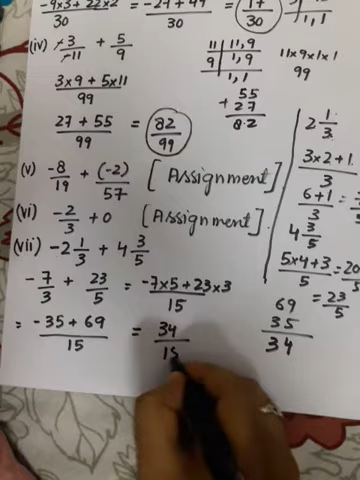 -9×3+22×2/30 = -27+44/30 = 17/30
1,1
(iv) -3/-11 + 5/9
11 | 11,9
9 | 1,9
1,1
11×9×1×1
99
3×9+5×11/99
55
+ 27
82
27+55/99 = 82/99
(v) -8/19 + (-2)/57 [Assignment]
(vi) -2/3 + 0 [Assignment]
(vii) -2 1/3 + 4 3/5
-7/3 + 23/5 = -7×5+23×3/15
= -35+69/15 = 34/15
2 1/3
3×2+1/3
6+1/3 =
4 3/5
5×4+3/5 = 20
= 23/5
69
35
34